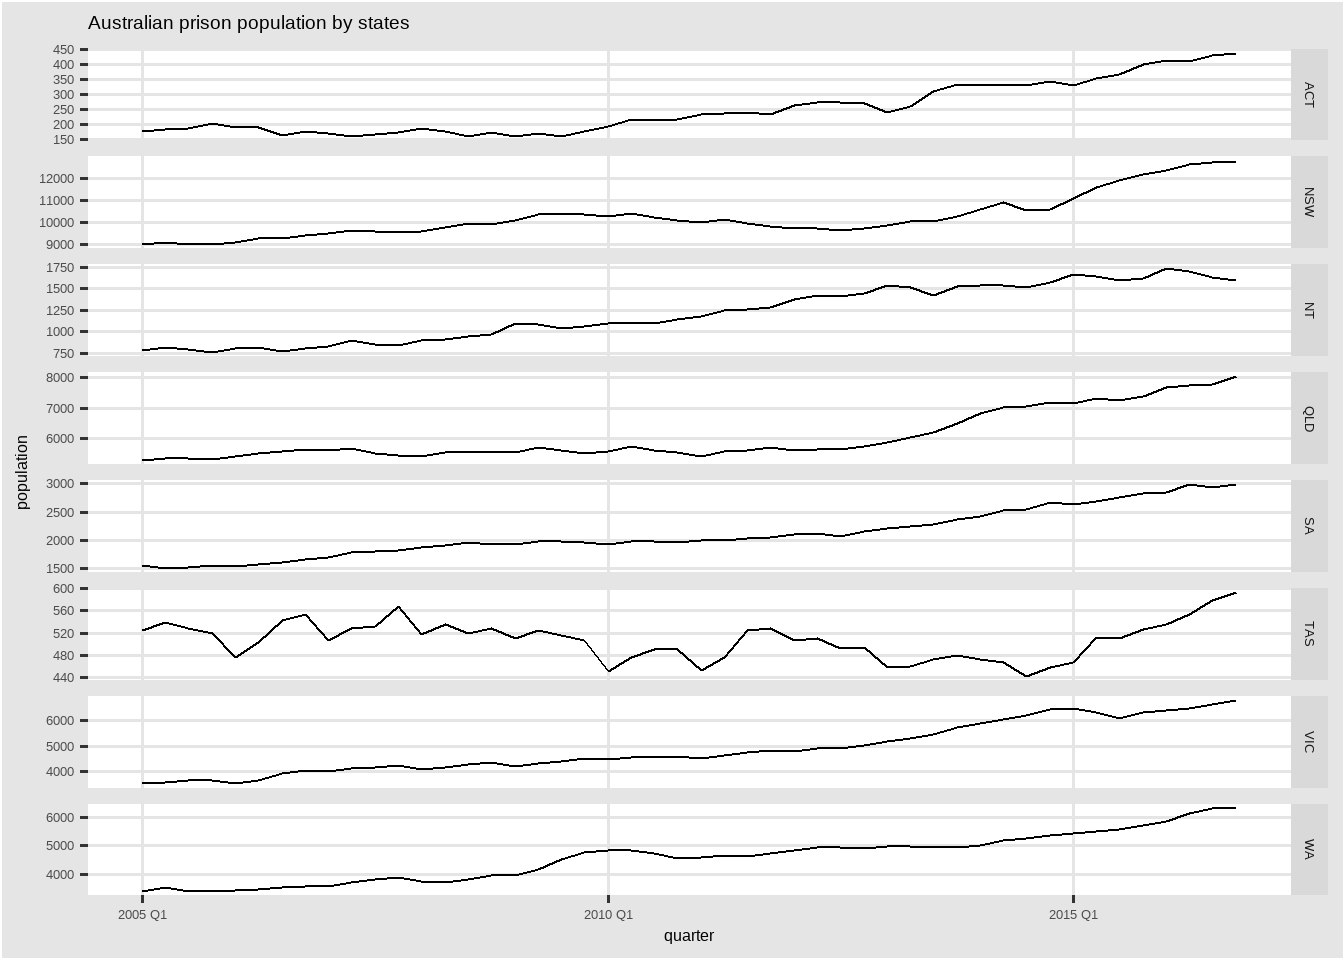 Australian prison population by states
450
400
350
300
250
200
150
ACT
12000
11000
10000
9000
NSW
1750
1500
1250
1000
750
NT
8000
7000
6000
QLD
population
3000
2500
2000
1500
SA
600
560
520
480
440
TAS
6000
5000
4000
VIC
6000
5000
4000
WA
2005 Q1 2010 Q1 2015 Q1
quarter